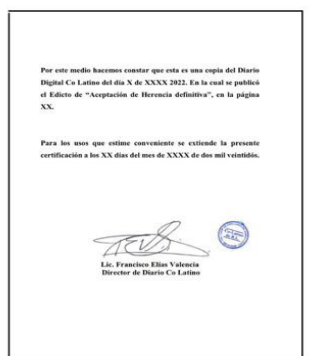 Por este medio hacemos constar que esta es una copia del Diario
Digital Co Latino del día X de XXXX 2022. En la cual se publicó
el Edicto de “Aceptación de Herencia definitiva”, en la página
XX.
Para los usos que estime conveniente se extiende la presente
certificación a los XX días del mes de XXXX de dos mil veintidós.
Lic. Francisco Elías Valencia
Director de Diario Co Latino